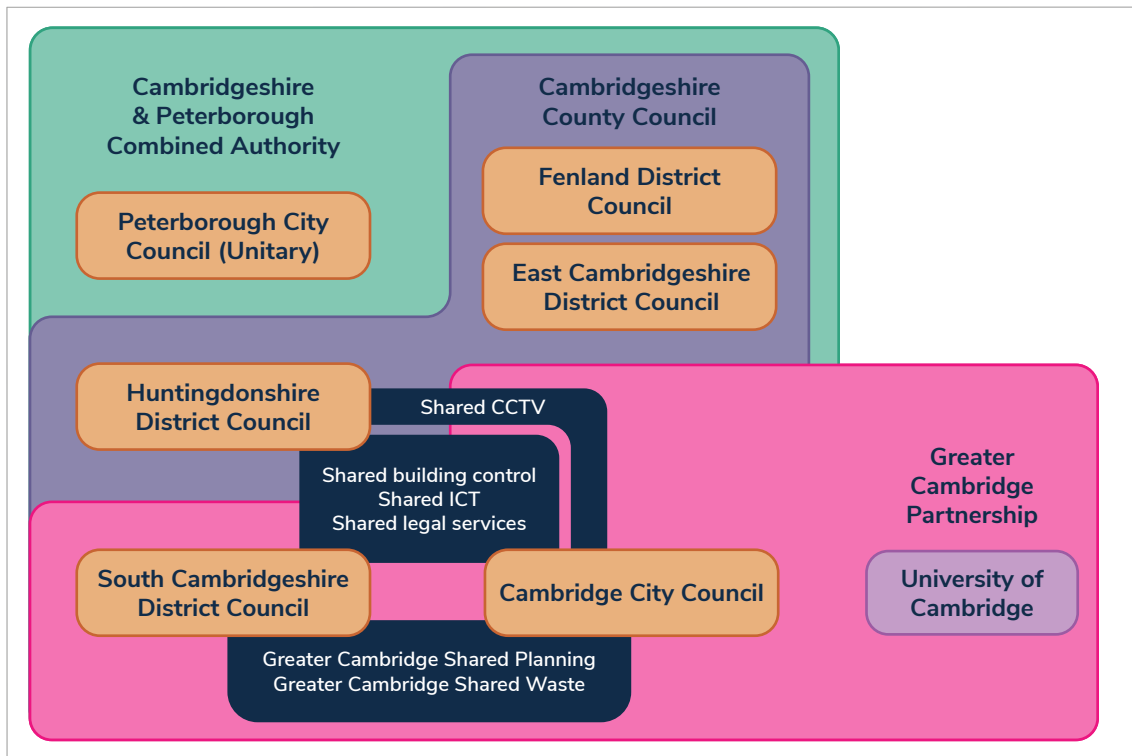 Cambridgeshire
& Peterborough
Combined Authority
Peterborough City
Council (Unitary)
Cambridgeshire
County Council
Fenland District
Council
East Cambridgeshire
District Council
Huntingdonshire
District Council
Shared CCTV
Shared building control
Shared ICT
Shared legal services
Greater
Cambridge
Partnership
South Cambridgeshire
District Council
Cambridge City Council
University of
Cambridge
Greater Cambridge Shared Planning
Greater Cambridge Shared Waste